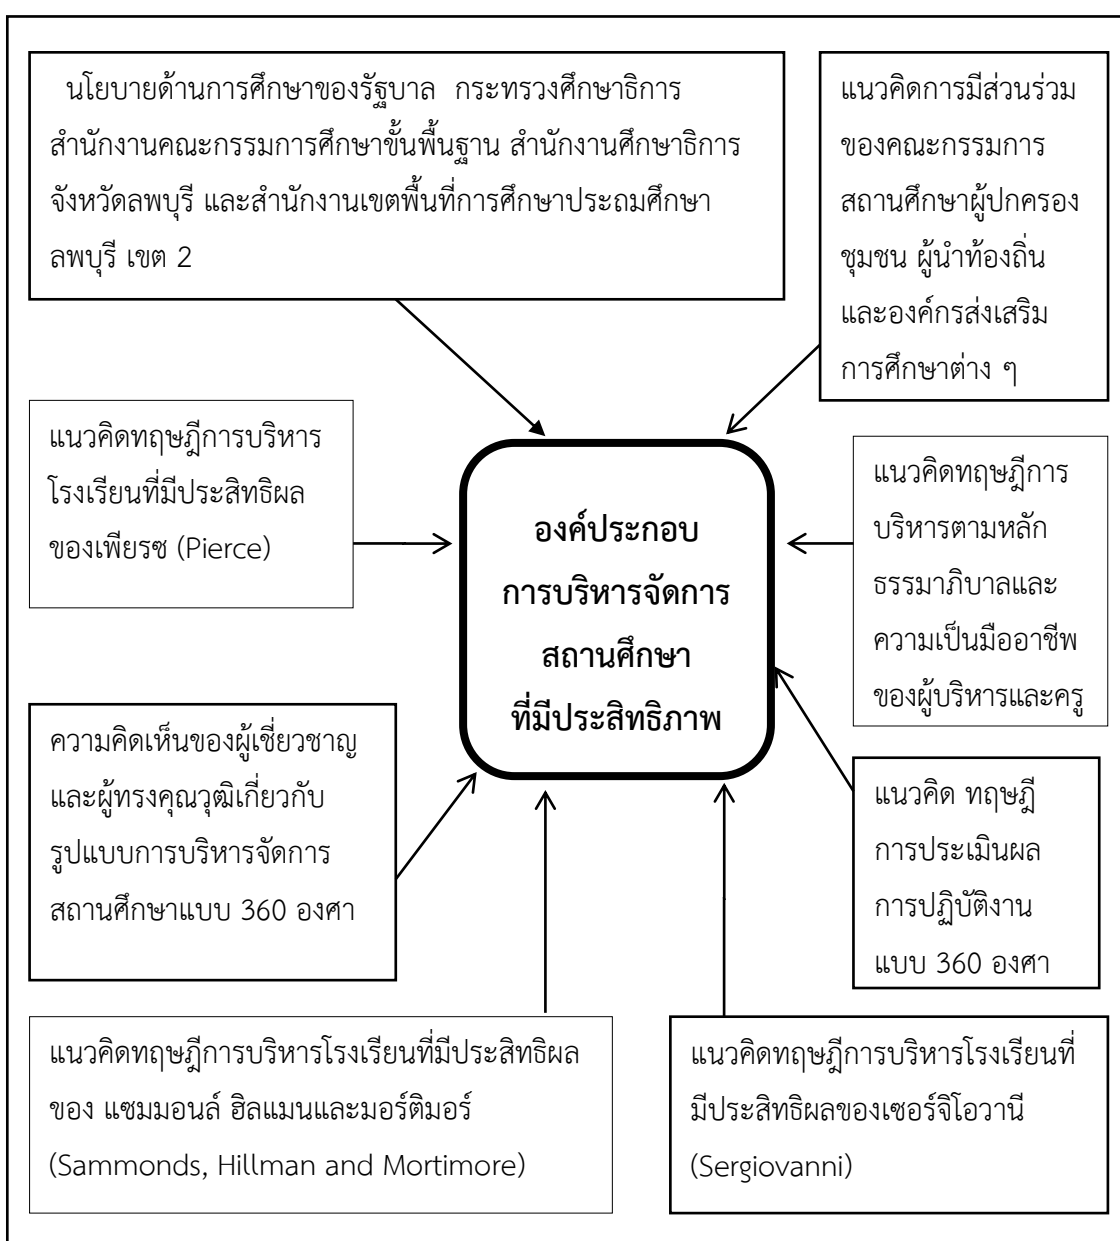 นโยบายด้านการศึกษาของรัฐบาล กระทรวงศึกษาธิการ
สำนักงานคณะกรรมการศึกษาขั้นพื้นฐาน สำนักงานศึกษาธิการ
จังหวัดลพบุรี และสำนักงานเขตพื้นที่การศึกษาประถมศึกษา
ลพบุรี เขต 2
แนวคิดการมีส่วนร่วม
ของคณะกรรมการ
สถานศึกษาผู้ปกครอง
ชุมชน ผู้นำท้องถิ่น
และองค์กรส่งเสริม
การศึกษาต่าง ๆ
แนวคิดทฤษฎีการบริหาร
โรงเรียนที่มีประสิทธิผล
ของเพียรซ (Pierce)
องค์ประกอบ
การบริหารจัดการ
สถานศึกษา
ที่มีประสิทธิภาพ
แนวคิดทฤษฎีการ
บริหารตามหลัก
ธรรมาภิบาลและ
ความเป็นมืออาชีพ
ของผู้บริหารและครู
ความคิดเห็นของผู้เชี่ยวชาญ
และผู้ทรงคุณวุฒิเกี่ยวกับ
รูปแบบการบริหารจัดการ
สถานศึกษาแบบ 360 องศา
แนวคิด ทฤษฎี
การประเมินผล
การปฏิบัติงาน
แบบ 360 องศา
แนวคิดทฤษฎีการบริหารโรงเรียนที่มีประสิทธิผล
ของ แซมมอนล์ ฮิลแมนและมอร์ติมอร์
(Sammonds, Hillman and Mortimore)
แนวคิดทฤษฎีการบริหารโรงเรียนที่
มีประสิทธิผลของเซอร์จิโอวานี
(Sergiovanni)